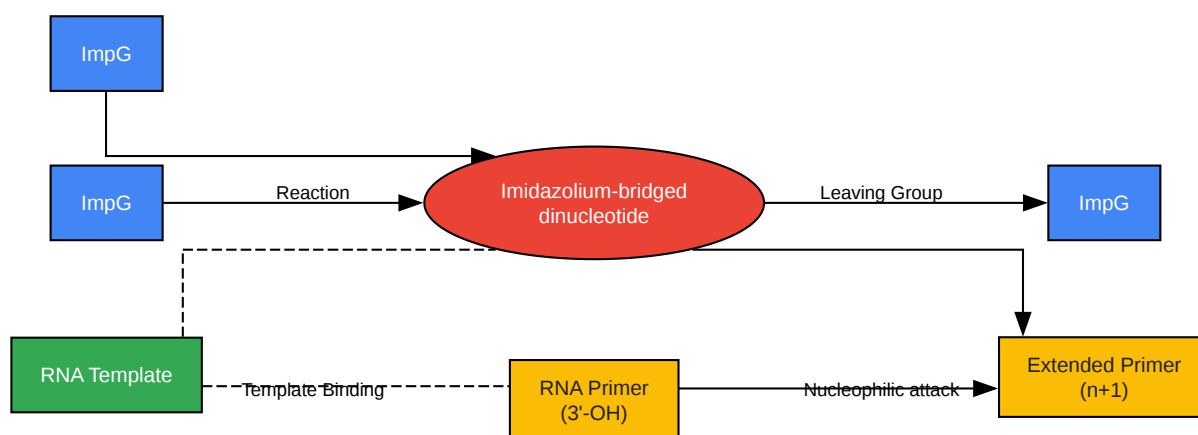 ImpG
ImpG
Reaction
Imidazolium-bridged
dinucleotide
Leaving Group
ImpG
RNA Template
Template Binding
RNA Primer
(3'-OH)
Nucleophilic attack
Extended Primer
(n+1)